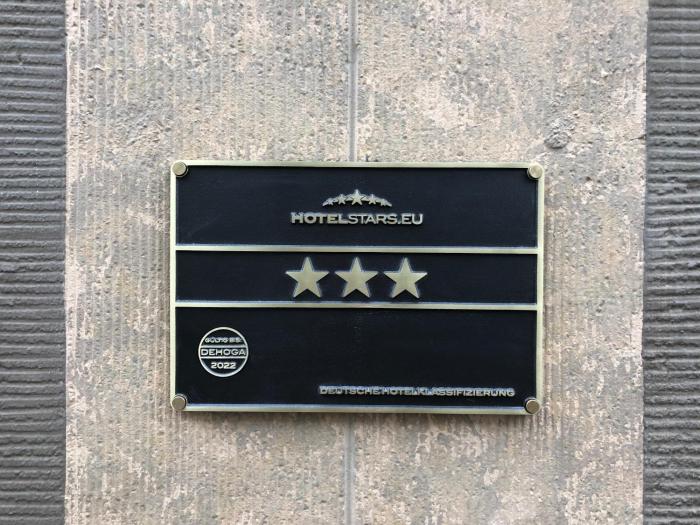 HOTELSTARS.EU
GÜLTIG BIS:
DEHOGA
2022
DEUTSCHE HOTELKLASSIFIZIERUNG